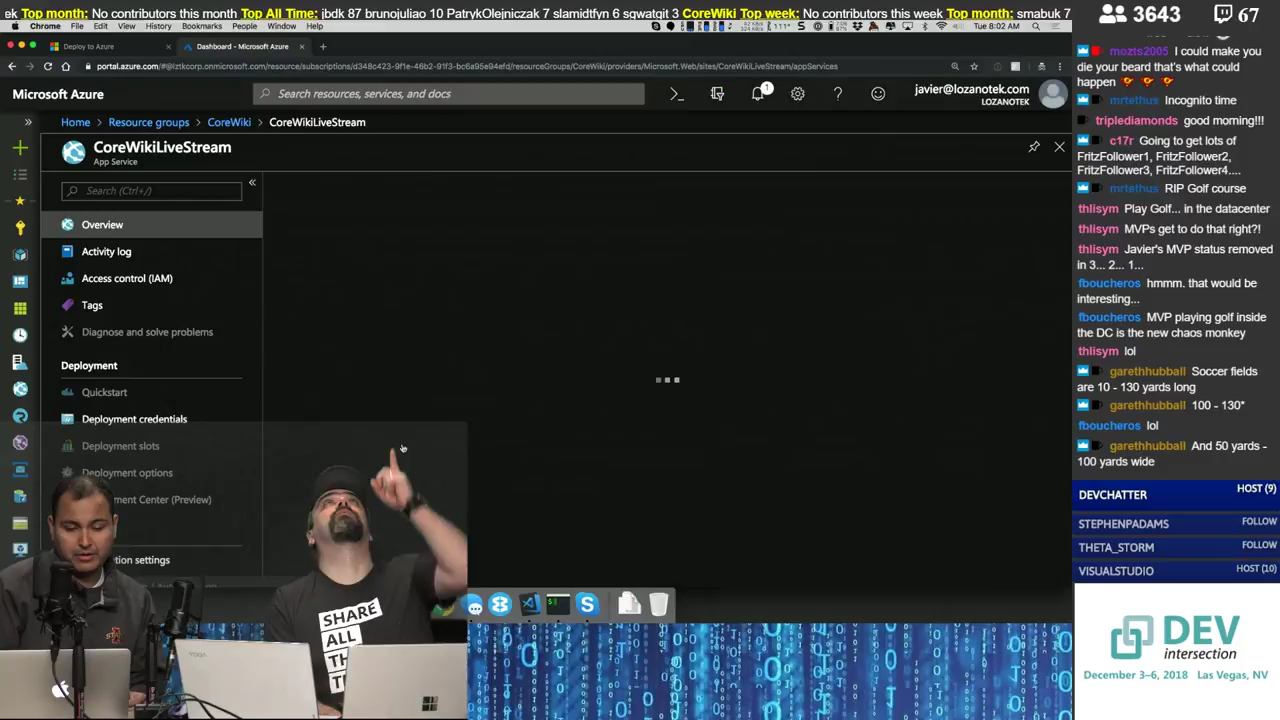 ek Top month: No contributors this month Top All Time: jbdk 87 brunojuliao 10 PatrykOlejniczak 7 slamidtfyn 6 sgwatgit 3 CoreWiki Top week: No contributors this week Top month: smabuk 7
3643
67
Chrome File Edit View History Bookmarks People Window Help
Tue 8:02 AM
Deploy to Azure
Dashboard - Microsoft Azure
portal.azure.com/#@lztkcorp.onmicrosoft.com/resource/subscriptions/d348c423-9f1e-46b2-9137-bc6a95e94efd/resourceGroups/CoreWiki/providers/Microsoft.Web/sites/CoreWikiLiveStream/appServices
Microsoft Azure
Search resources, services, and docs
1
javier@lozanotek.com
LOZANOTEK
Home > Resource groups > CoreWiki > CoreWikiLiveStream
CoreWikiLiveStream
App Service
Search (Ctrl+/)
Overview
Activity log
Access control (IAM)
Tags
Diagnose and solve problems
Deployment
Quickstart
Deployment credentials
Deployment slots
Deployment options
ment Center (Preview)
tion settings
SHARE
ALL
TH
T
YOGA
mozts2005 I could make you
die your beard that's what could
happen
mrtethus Incognito time
triplediamonds good morning!!!
c17r Going to get lots of
FritzFollower1, FritzFollower2,
FritzFollower3, FritzFollower4....
mrtethus RIP Golf course
thlisym Play Golf... in the datacenter
thlisym MVPs get to do that right?!
thlisym Javier's MVP status removed
in 3... 2... 1...
fboucheros hmmm. that would be
interesting...
fboucheros MVP playing golf inside
the DC is the new chaos monkey
thlisym lol
garethhubball Soccer fields
are 10 - 130 yards long
garethhubball 100 - 130*
fboucheros lol
garethhubball And 50 yards -
100 yards wide
DEVCHATTER HOST (9)
STEPHENPADAMS FOLLOW
THETA_STORM FOLLOW
VISUALSTUDIO HOST (10)
DEV
intersection
December 3–6, 2018 Las Vegas, NV